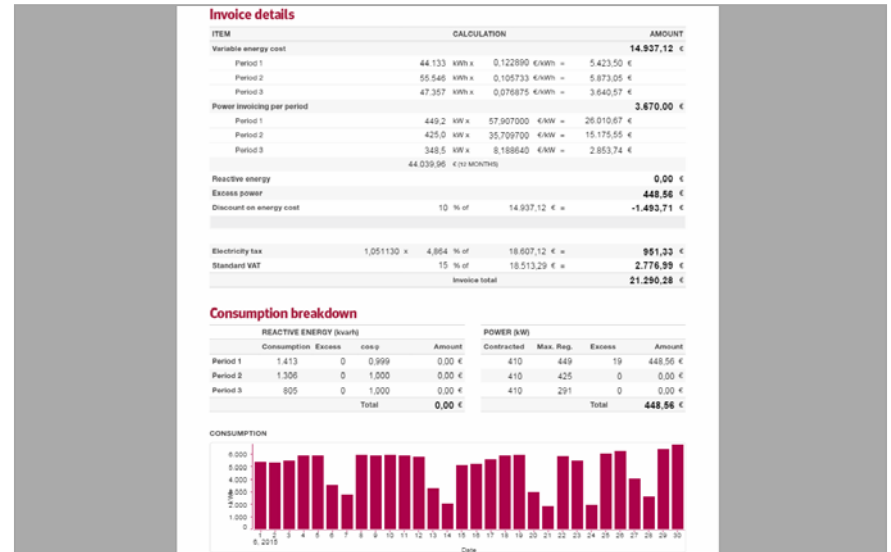 Invoice details
ITEM CALCULATION AMOUNT
Variable energy cost 14.937,12 €
Period 1 44.133 kWh x 0,122890 €/kWh = 5.423,50 €
Period 2 55.546 kWh x 0,105733 €/kWh = 5.873,05 €
Period 3 47.357 kWh x 0,076875 €/kWh = 3.640,57 €
Power invoicing per period 3.670,00 €
Period 1 449,2 kW x 57,907000 €/kW = 26.010,67 €
Period 2 425,0 kW x 35,709700 €/kW = 15.175,55 €
Period 3 348,5 kW x 8,188640 €/kW = 2.853,74 €
44.039,96 € (12 MONTHS)
Reactive energy 0,00 €
Excess power 448,56 €
Discount on energy cost 10 % of 14.937,12 € = -1.493,71 €
Electricity tax 1,051130 x 4,864 % of 18.607,12 € = 951,33 €
Standard VAT 15 % of 18.513,29 € = 2.776,99 €
Invoice total 21.290,28 €
Consumption breakdown
REACTIVE ENERGY (kvarh) POWER (kW)
Consumption Excess cos φ Amount Contracted Max. Reg. Excess Amount
Period 1 1.413 0 0,999 0,00 € 410 449 19 448,56 €
Period 2 1.306 0 1,000 0,00 € 410 425 0 0,00 €
Period 3 805 0 1,000 0,00 € 410 291 0 0,00 €
Total 0,00 € Total 448,56 €
CONSUMPTION
6.000
5.000
4.000
2.000
1.000
0
1 2 3 4 5 6 7 8 9 10 11 12 13 14 15 16 17 18 19 20 21 22 23 24 25 26 27 28 29 30
6, 2015
Date